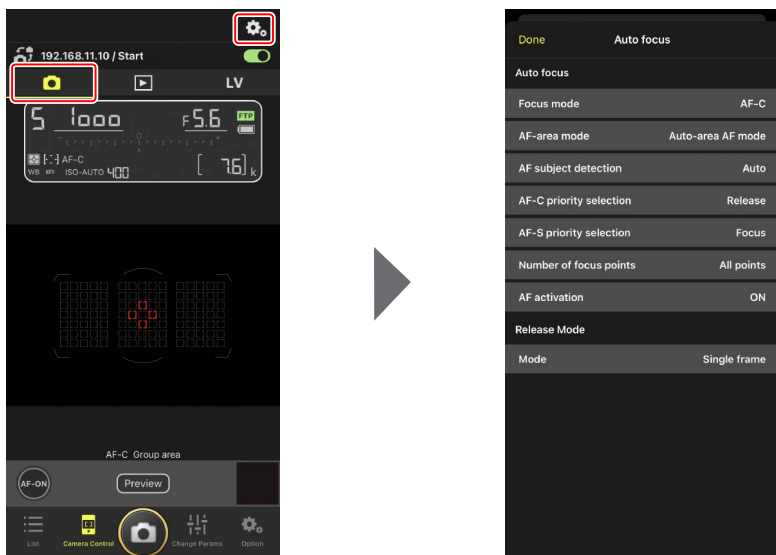 192.168.11.10 / Start
LV
S 1000 F5.6 FTP
AF-C
WB ISO-AUTO 400 [ 7.6] k
AF-C Group area
AF-ON
Preview
List
Camera Control
Change Params
Option
Done Auto focus
Auto focus
Focus mode AF-C
AF-area mode Auto-area AF mode
AF subject detection Auto
AF-C priority selection Release
AF-S priority selection Focus
Number of focus points All points
AF activation ON
Release Mode
Mode Single frame